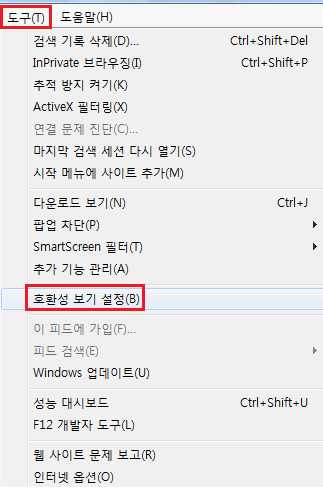 도구(T) 도움말(H)
검색 기록 삭제(D)... Ctrl+Shift+Del
InPrivate 브라우징(I) Ctrl+Shift+P
추적 방지 켜기(K)
ActiveX 필터링(X)
연결 문제 진단(C)...
마지막 검색 세션 다시 열기(S)
시작 메뉴에 사이트 추가(M)
다운로드 보기(N) Ctrl+J
팝업 차단(P)
SmartScreen 필터(T)
추가 기능 관리(A)
호환성 보기 설정(B)
이 피드에 가입(F)...
피드 검색(E)
Windows 업데이트(U)
성능 대시보드 Ctrl+Shift+U
F12 개발자 도구(L)
웹 사이트 문제 보고(R)
인터넷 옵션(O)